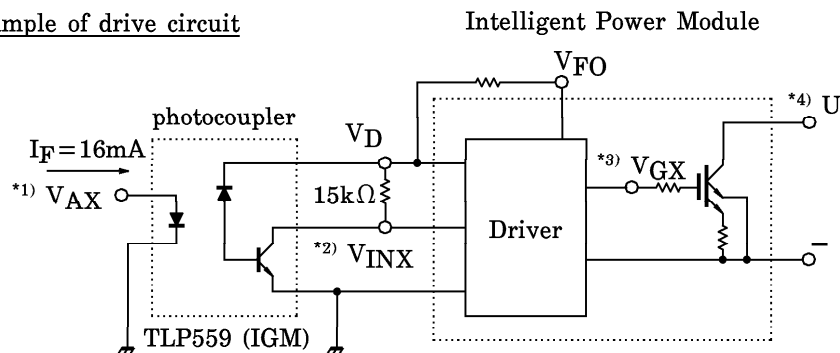 mple of drive circuit
Intelligent Power Module
VFO
photocoupler
VD
*4) U
IF=16mA
*3) VGX
*1) VAX
15kΩ
Driver
*2) VINX
−
TLP559 (IGM)